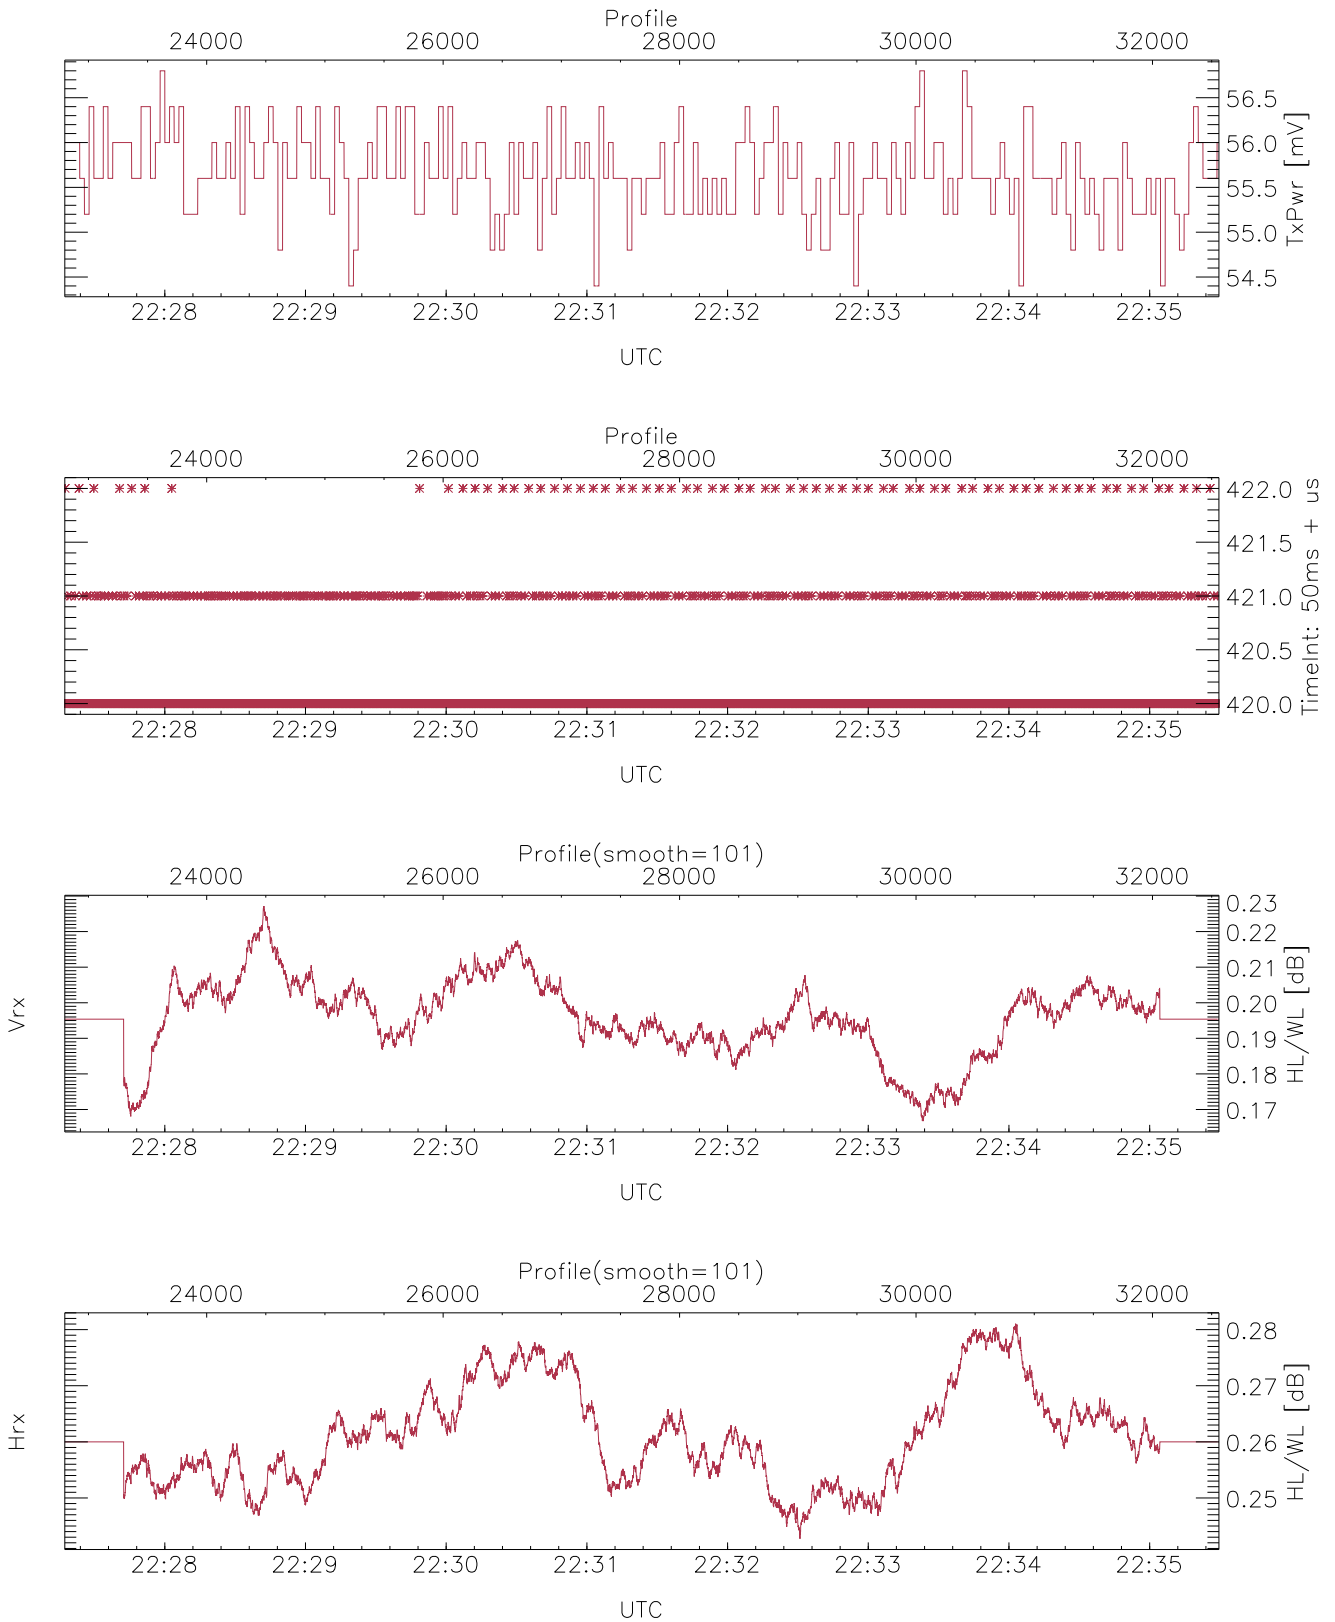 Profile
24000 26000 28000 30000 32000
56.5
56.0
55.5
55.0
54.5
TxPwr [mV]
22:28 22:29 22:30 22:31 22:32 22:33 22:34 22:35
UTC
Profile
24000 26000 28000 30000 32000
422.0
421.5
421.0
420.5
420.0
TimeInt: 50ms + us
22:28 22:29 22:30 22:31 22:32 22:33 22:34 22:35
UTC
Profile(smooth=101)
24000 26000 28000 30000 32000
Vrx
0.23
0.22
0.21
0.20
0.19
0.18
0.17
HL/WL [dB]
22:28 22:29 22:30 22:31 22:32 22:33 22:34 22:35
UTC
Profile(smooth=101)
24000 26000 28000 30000 32000
Hrx
0.28
0.27
0.26
0.25
HL/WL [dB]
22:28 22:29 22:30 22:31 22:32 22:33 22:34 22:35
UTC